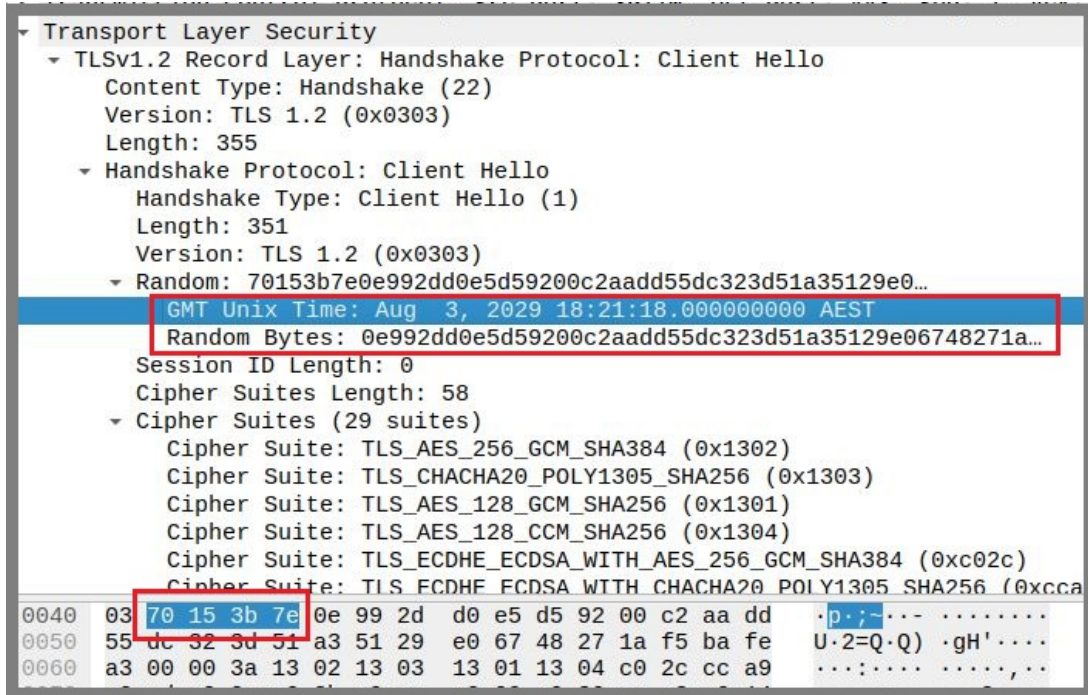 Transport Layer Security
TLSv1.2 Record Layer: Handshake Protocol: Client Hello
Content Type: Handshake (22)
Version: TLS 1.2 (0x0303)
Length: 355
Handshake Protocol: Client Hello
Handshake Type: Client Hello (1)
Length: 351
Version: TLS 1.2 (0x0303)
Random: 70153b7e0e992dd0e5d59200c2aadd55dc323d51a35129e0…
GMT Unix Time: Aug  3, 2029 18:21:18.000000000 AEST
Random Bytes: 0e992dd0e5d59200c2aadd55dc323d51a35129e06748271a…
Session ID Length: 0
Cipher Suites Length: 58
Cipher Suites (29 suites)
Cipher Suite: TLS_AES_256_GCM_SHA384 (0x1302)
Cipher Suite: TLS_CHACHA20_POLY1305_SHA256 (0x1303)
Cipher Suite: TLS_AES_128_GCM_SHA256 (0x1301)
Cipher Suite: TLS_AES_128_CCM_SHA256 (0x1304)
Cipher Suite: TLS_ECDHE_ECDSA_WITH_AES_256_GCM_SHA384 (0xc02c)
Cipher Suite: TLS_ECDHE_ECDSA_WITH_CHACHA20_POLY1305_SHA256 (0xcca
0040 03 70 15 3b 7e 0e 99 2d d0 e5 d5 92 00 c2 aa dd ·p·;~··- ········
0050 55 dc 32 3d 51 a3 51 29 e0 67 48 27 1a f5 ba fe U·2=Q·Q) ·gH'····
0060 a3 00 00 3a 13 02 13 03 13 01 13 04 c0 2c cc a9 ···:···· ·····,··